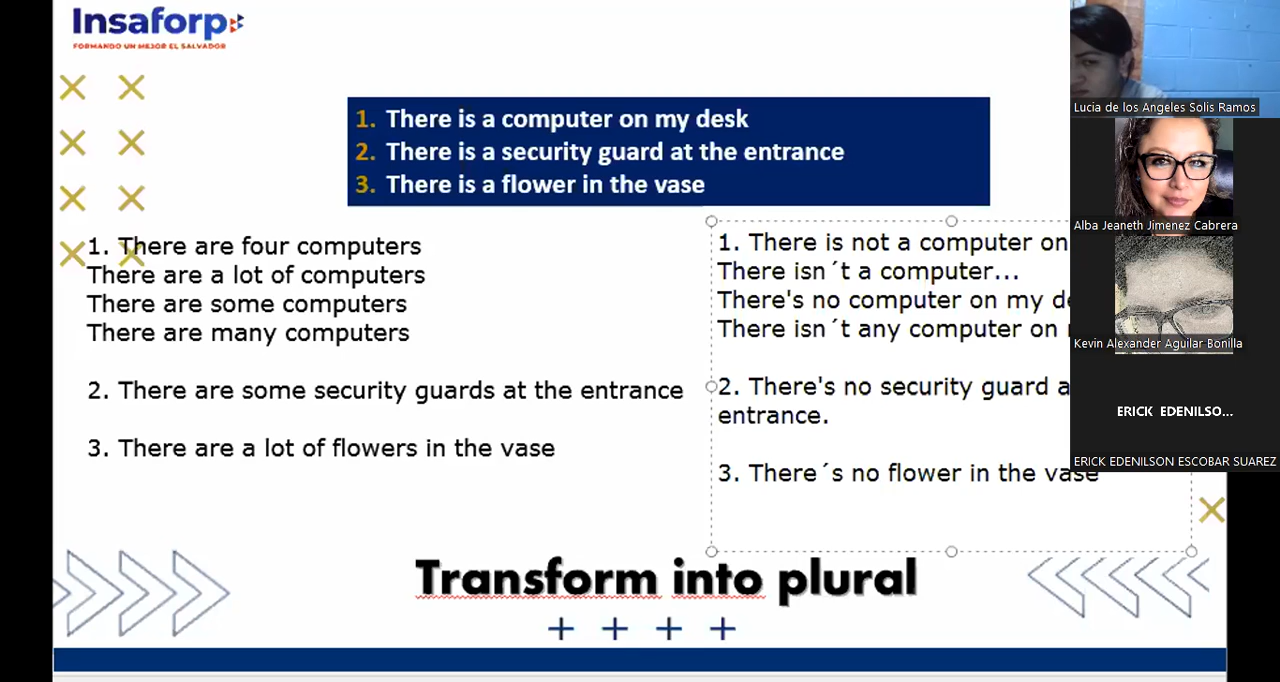 Insaforp
FORMANDO UN MEJOR EL SALVADOR
1. There is a computer on my desk
2. There is a security guard at the entrance
3. There is a flower in the vase
1. There are four computers
There are a lot of computers
There are some computers
There are many computers
2. There are some security guards at the entrance
3. There are a lot of flowers in the vase
1. There is not a computer on
There isn´t a computer...
There's no computer on my
There isn´t any computer on
2. There's no security guard
entrance.
3. There´s no flower in the vase
Transform into plural
Lucia de los Angeles Solis Ramos
Alba Jeaneth Jimenez Cabrera
Kevin Alexander Aguilar Bonilla
ERICK EDENILSO...
ERICK EDENILSON ESCOBAR SUAREZ